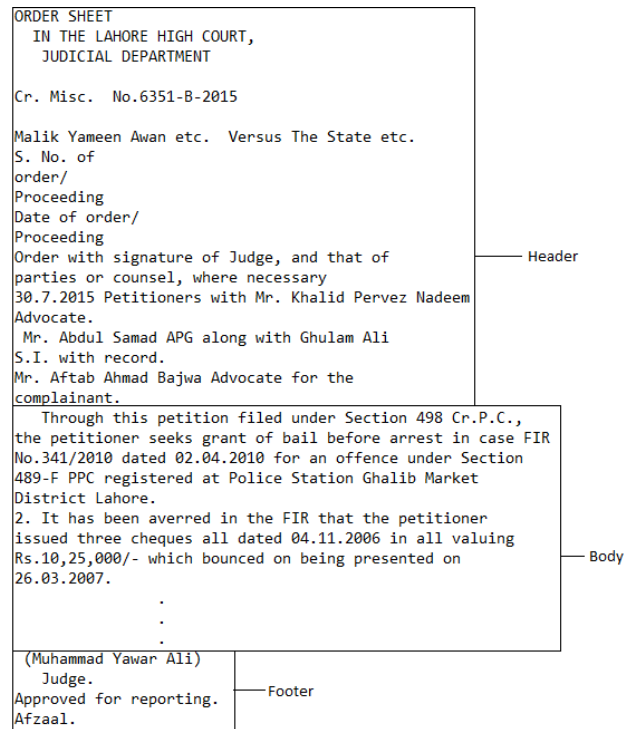 ORDER SHEET
IN THE LAHORE HIGH COURT,
JUDICIAL DEPARTMENT
Cr. Misc. No.6351-B-2015
Malik Yameen Awan etc. Versus The State etc.
S. No. of
order/
Proceeding
Date of order/
Proceeding
Order with signature of Judge, and that of
parties or counsel, where necessary
30.7.2015 Petitioners with Mr. Khalid Pervez Nadeem
Advocate.
Mr. Abdul Samad APG along with Ghulam Ali
S.I. with record.
Mr. Aftab Ahmad Bajwa Advocate for the
complainant.
Header
Through this petition filed under Section 498 Cr.P.C.,
the petitioner seeks grant of bail before arrest in case FIR
No.341/2010 dated 02.04.2010 for an offence under Section
489-F PPC registered at Police Station Ghalib Market
District Lahore.
2. It has been averred in the FIR that the petitioner
issued three cheques all dated 04.11.2006 in all valuing
Rs.10,25,000/- which bounced on being presented on
26.03.2007.
.
.
.
Body
(Muhammad Yawar Ali)
Judge.
Approved for reporting.
Afzaal.
Footer